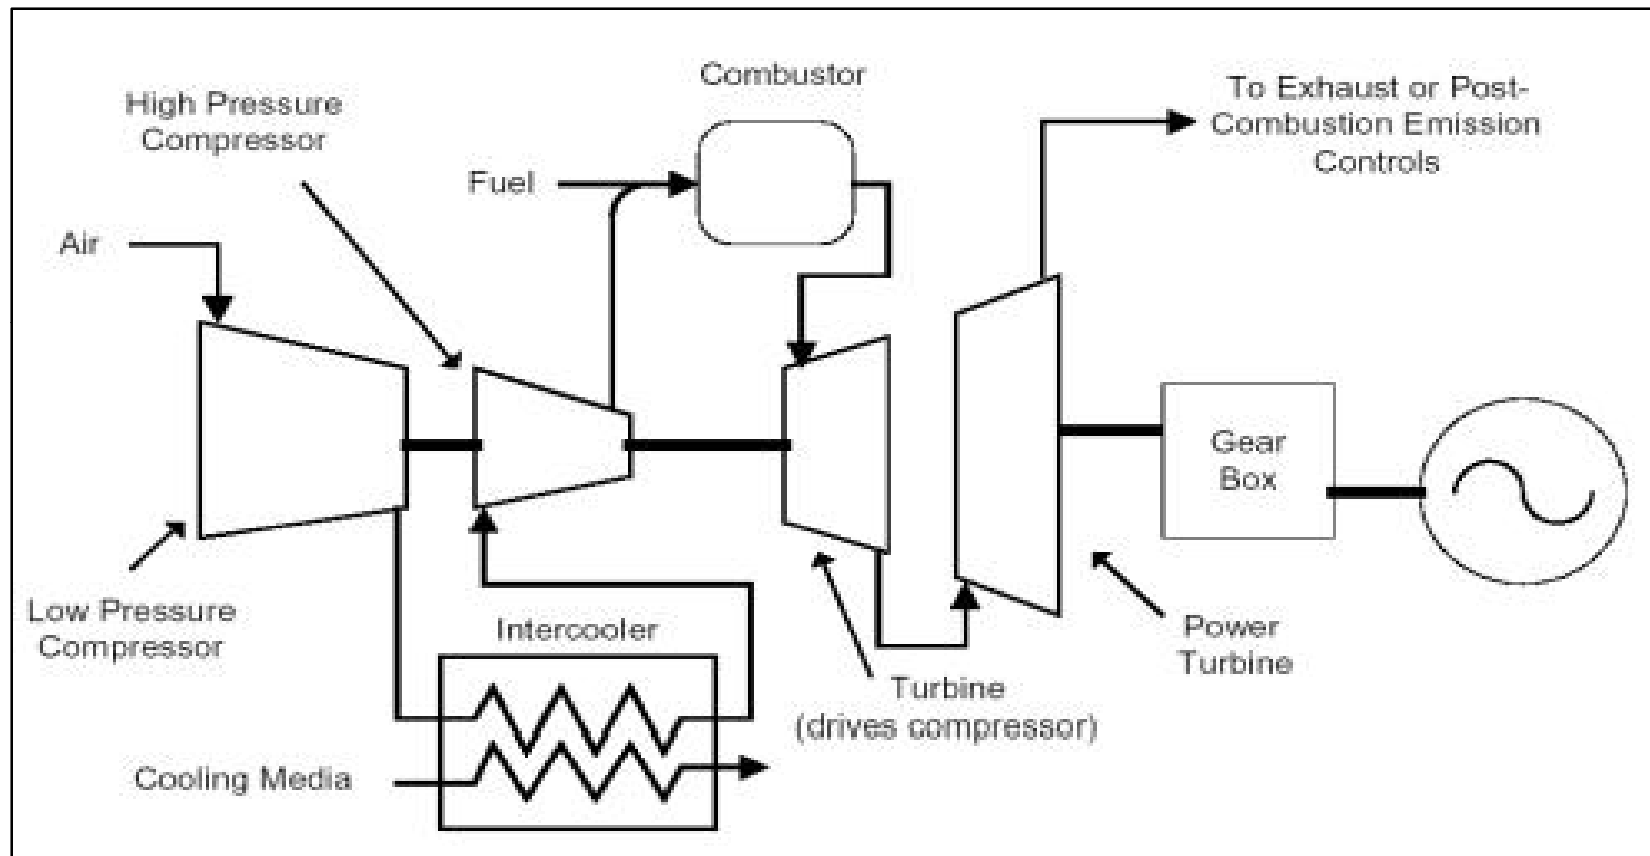 Combustor
High Pressure
Compressor
To Exhaust or Post-
Combustion Emission
Controls
Fuel
Air
Gear
Box
Low Pressure
Compressor
Intercooler
Power
Turbine
Turbine
(drives compressor)
Cooling Media